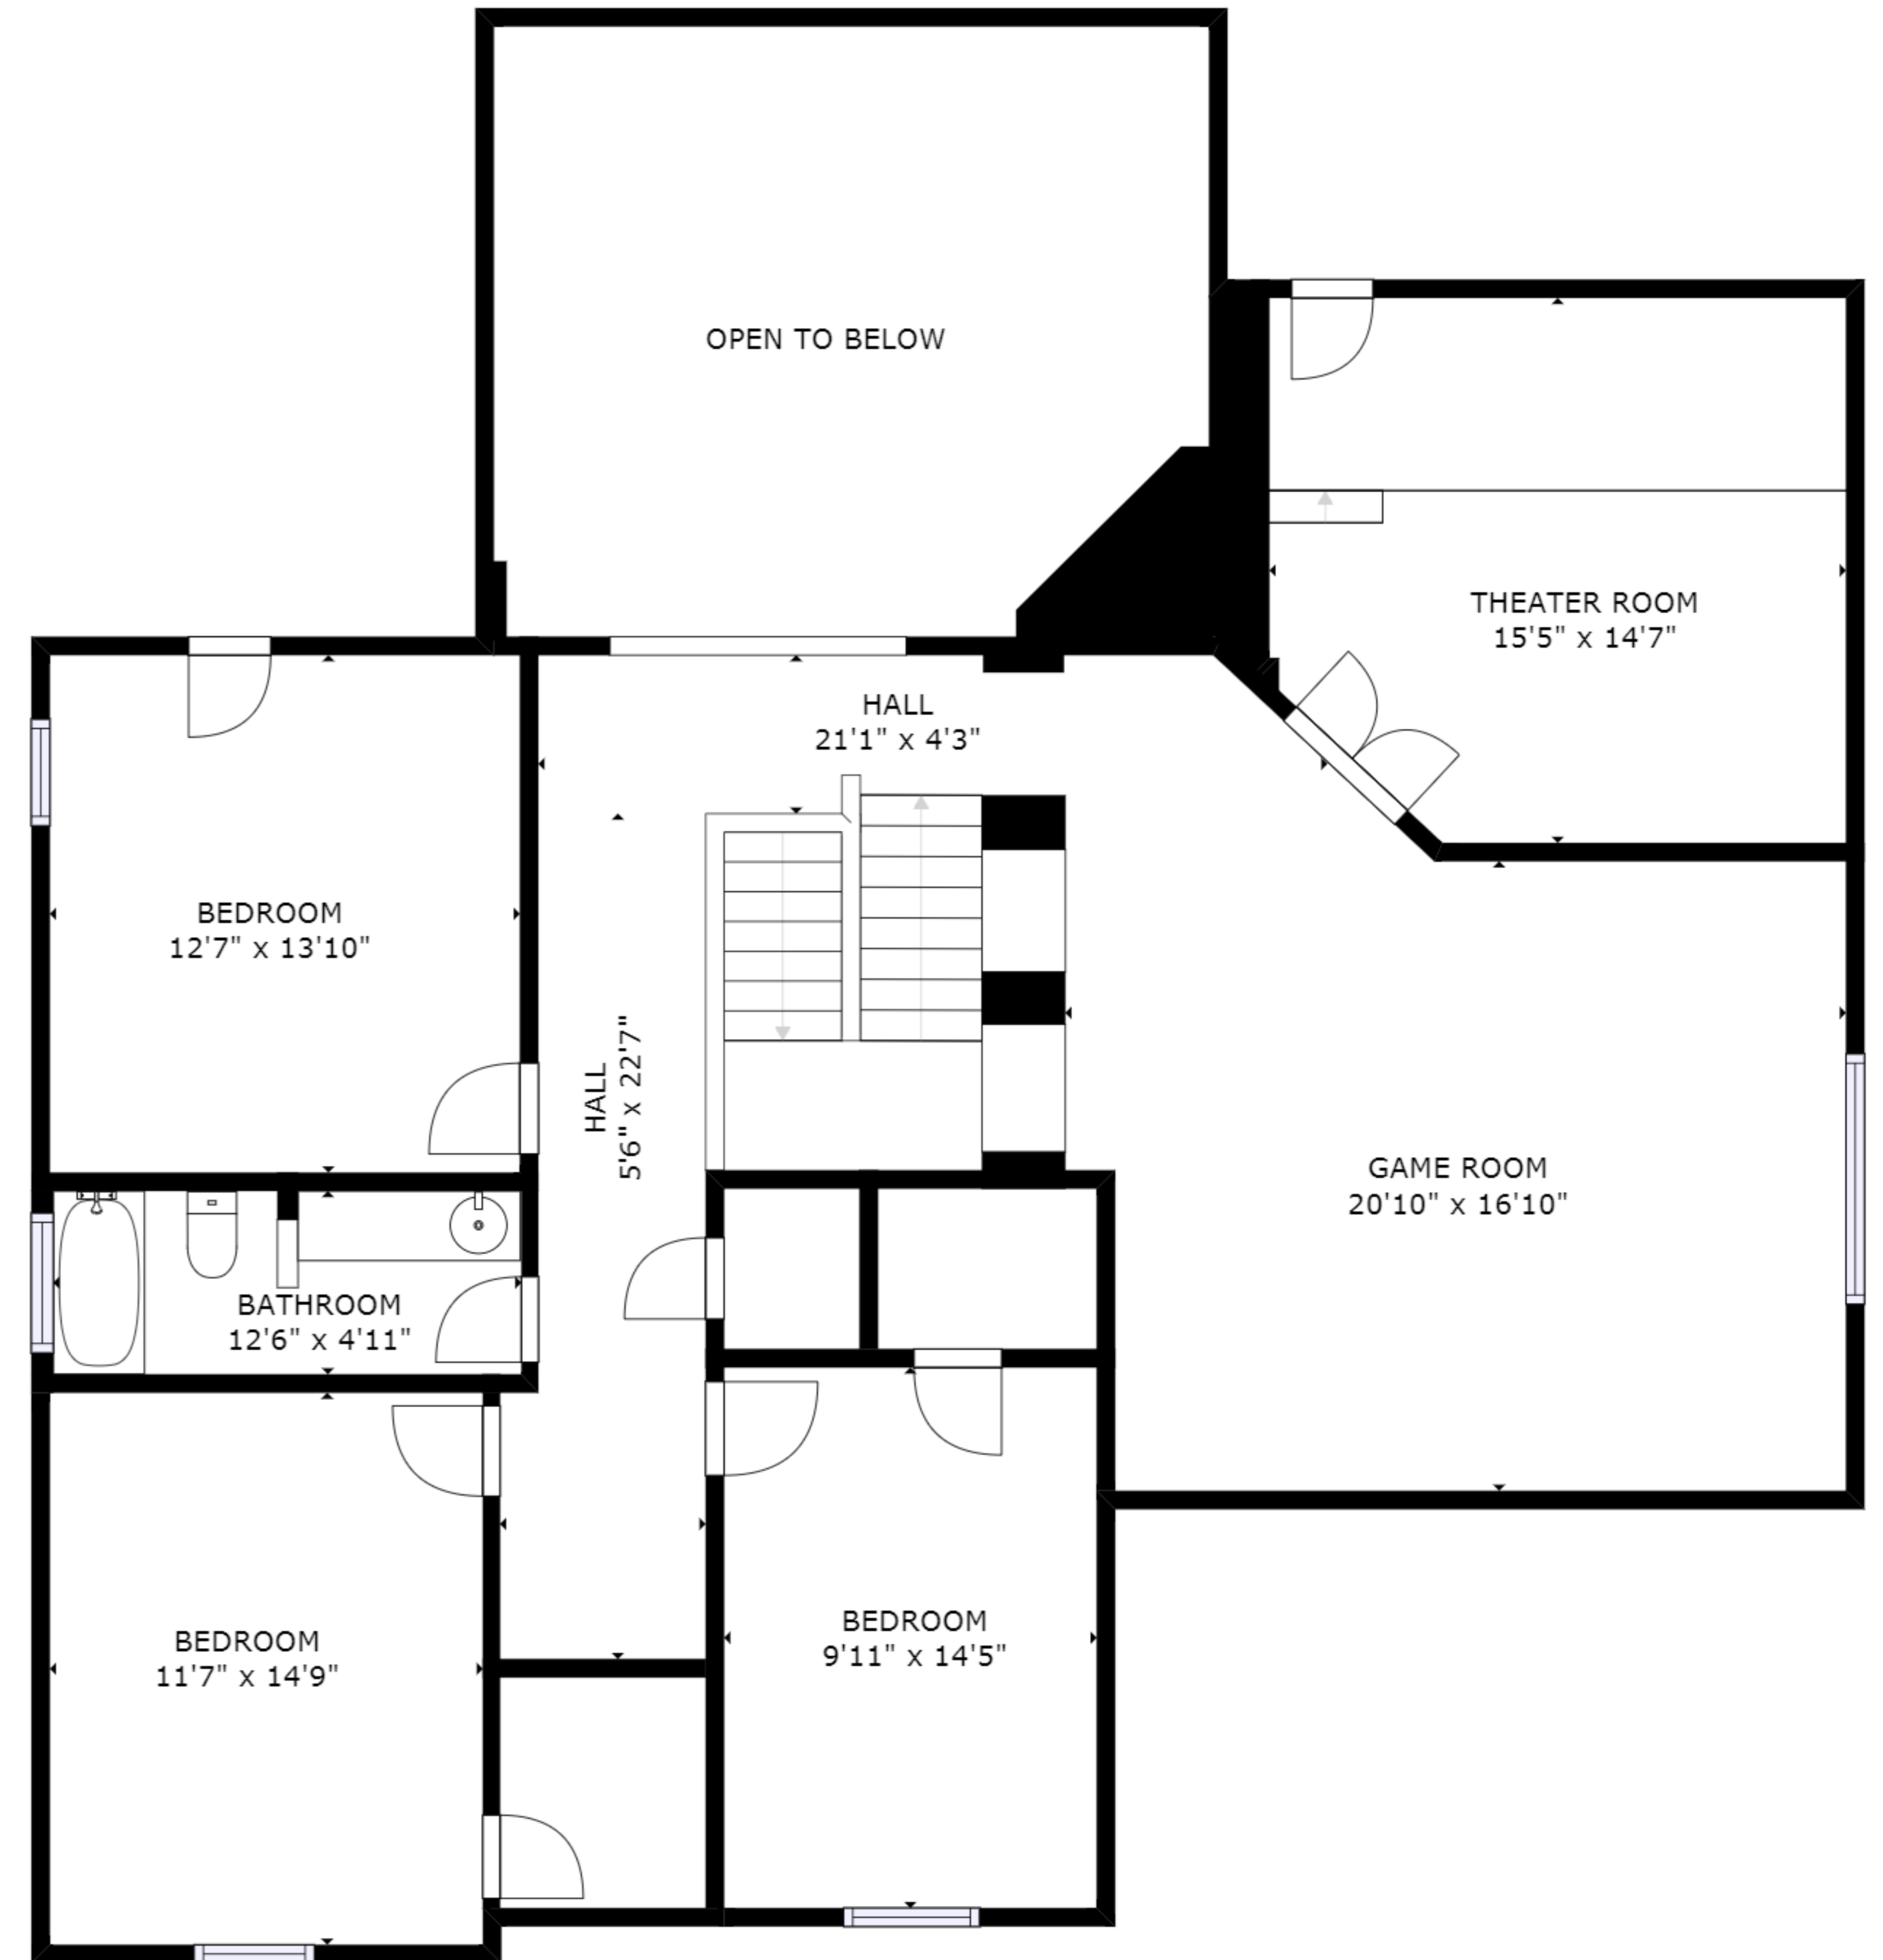 OPEN TO BELOW
THEATER ROOM
15'5" x 14'7"
HALL
21'1" x 4'3"
BEDROOM
12'7" x 13'10"
HALL
5'6" x 22'7"
GAME ROOM
20'10" x 16'10"
BATHROOM
12'6" x 4'11"
BEDROOM
9'11" x 14'5"
BEDROOM
11'7" x 14'9"